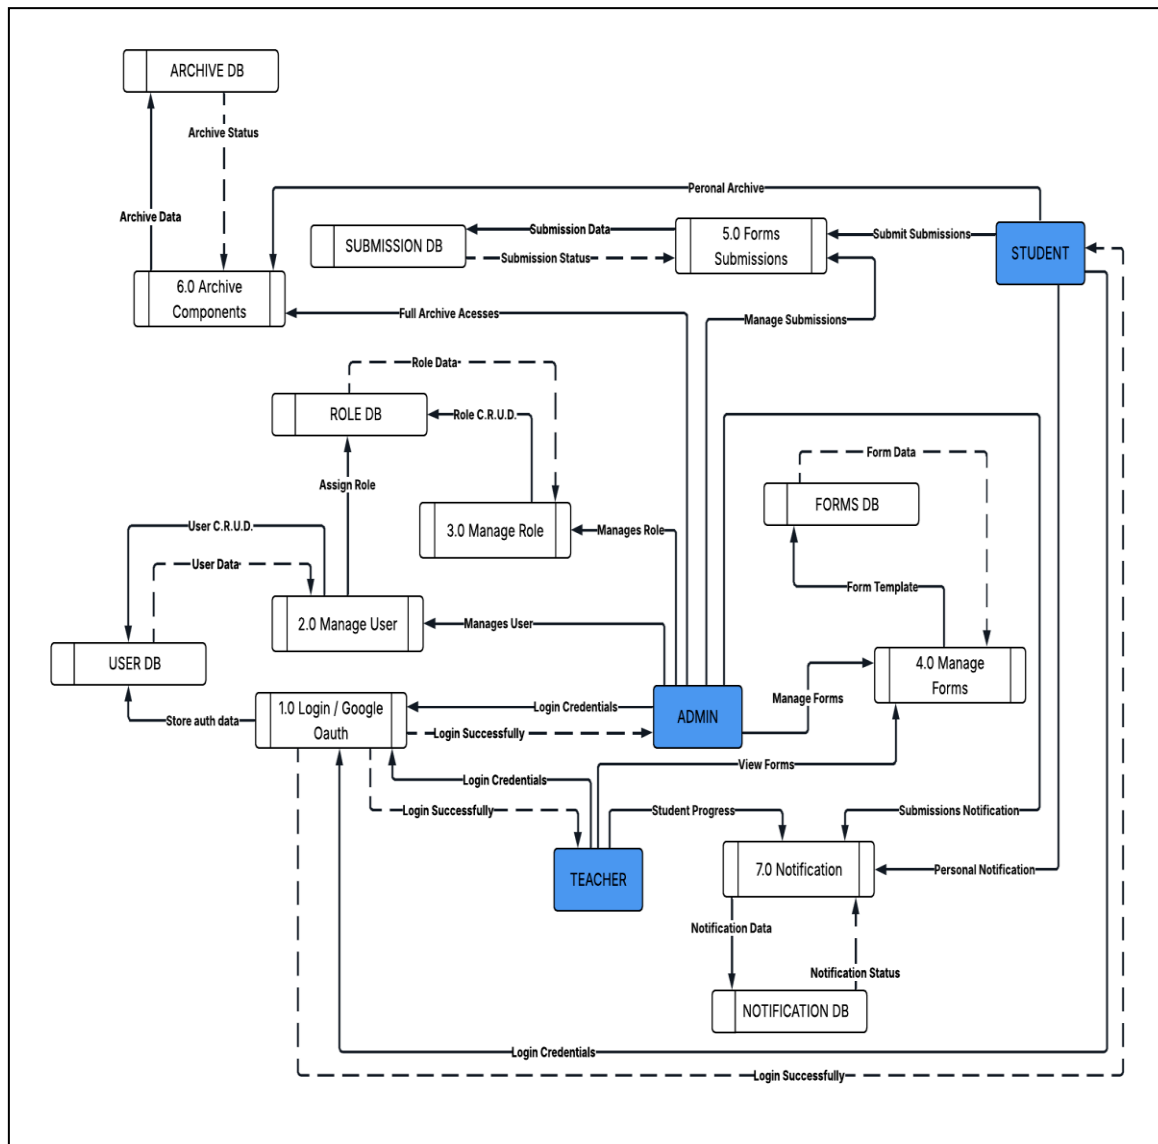 ARCHIVE DB
Archive Status
Peronal Archive
Archive Data
SUBMISSION DB
Submission Data
Submission Status
5.0 Forms
Submissions
Submit Submissions
STUDENT
6.0 Archive
Components
Full Archive Acesses
Manage Submissions
Role Data
ROLE DB
Role C.R.U.D.
Assign Role
3.0 Manage Role
Manages Role
Form Data
FORMS DB
Form Template
User C.R.U.D.
User Data
2.0 Manage User
Manages User
USER DB
4.0 Manage
Forms
Manage Forms
1.0 Login / Google
Oauth
Store auth data
Login Credentials
Login Successfully
ADMIN
View Forms
Login Credentials
Login Successfully
Student Progress
Submissions Notification
TEACHER
7.0 Notification
Personal Notification
Notification Data
Notification Status
NOTIFICATION DB
Login Credentials
Login Successfully